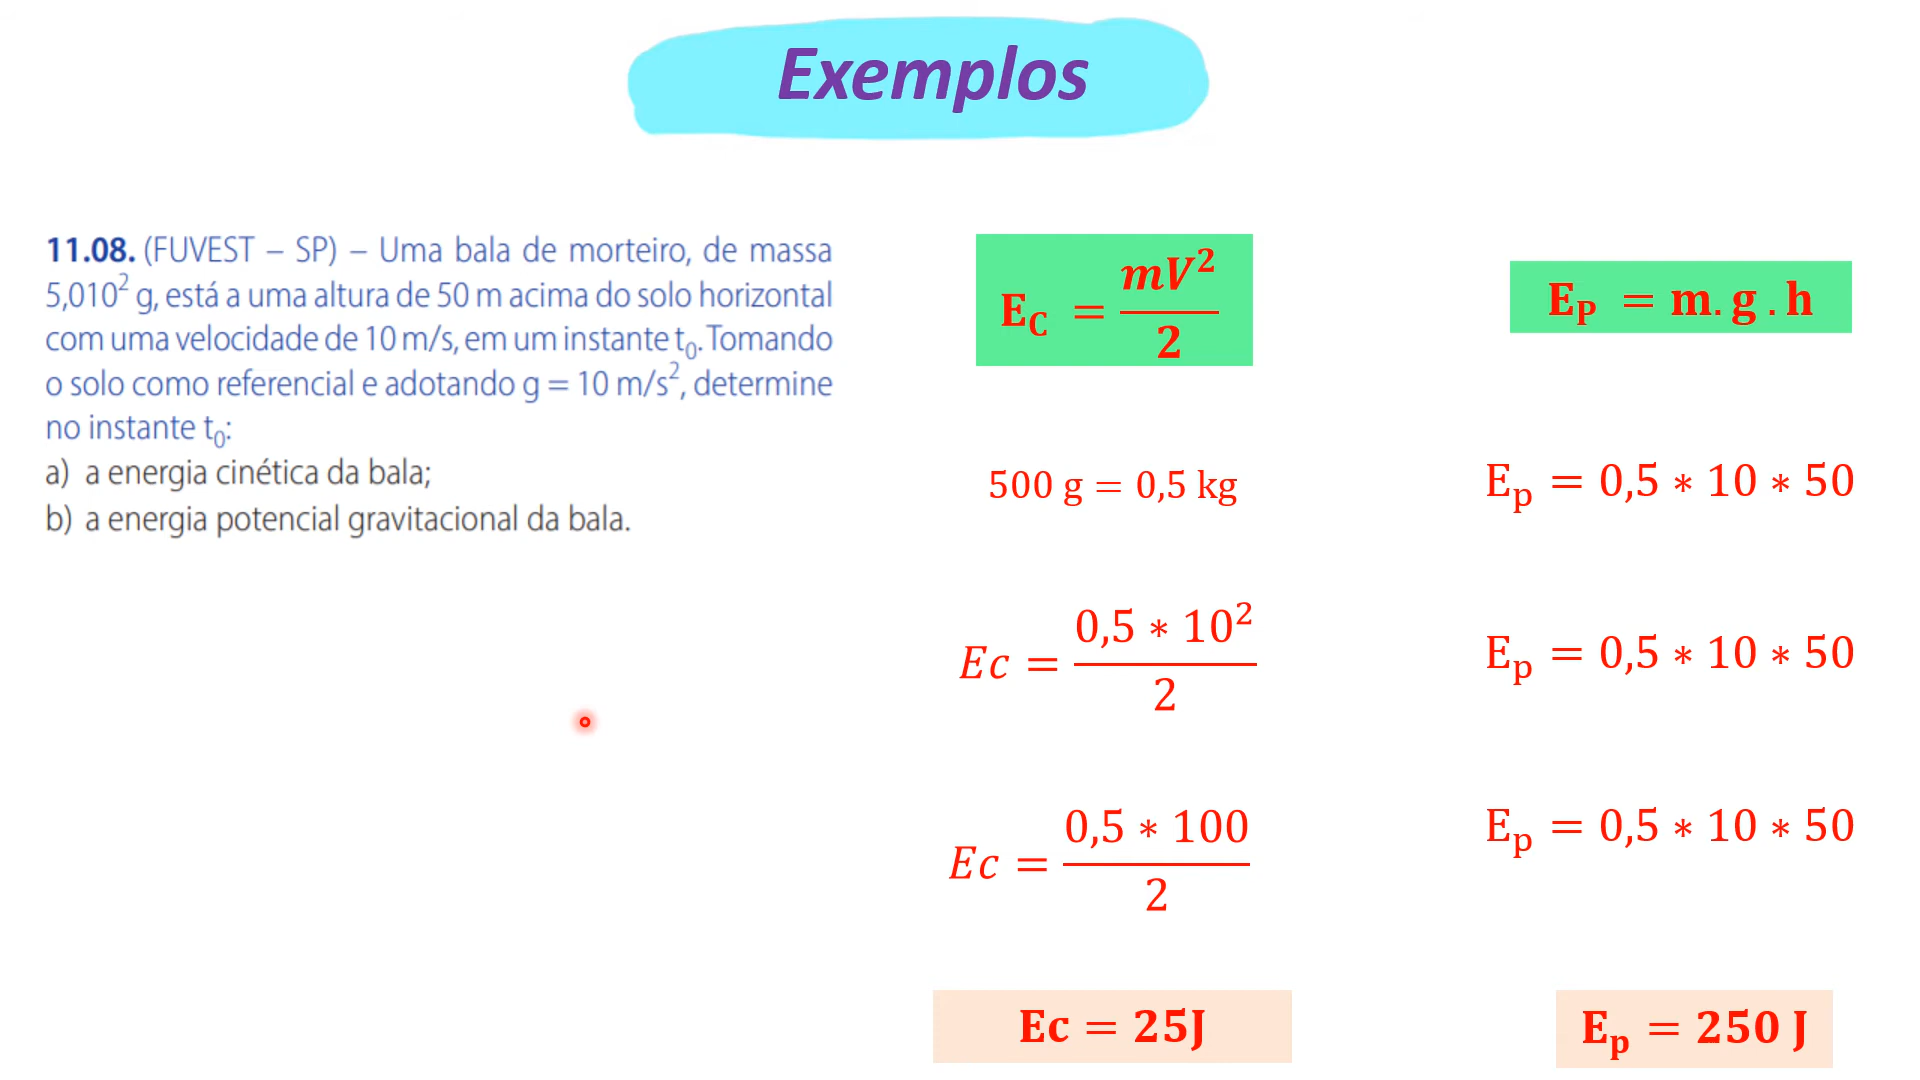 Exemplos
11.08. (FUVEST – SP) – Uma bala de morteiro, de massa
5,010² g, está a uma altura de 50 m acima do solo horizontal
com uma velocidade de 10 m/s, em um instante t₀. Tomando
o solo como referencial e adotando g = 10 m/s², determine
no instante t₀:
a) a energia cinética da bala;
b) a energia potencial gravitacional da bala.
E_C = mV²/2
500 g = 0,5 kg
Ec = 0,5 * 10²/2
Ec = 0,5 * 100/2
Ec = 25J
E_P = m. g . h
E_p = 0,5 * 10 * 50
E_p = 0,5 * 10 * 50
E_p = 0,5 * 10 * 50
E_p = 250 J